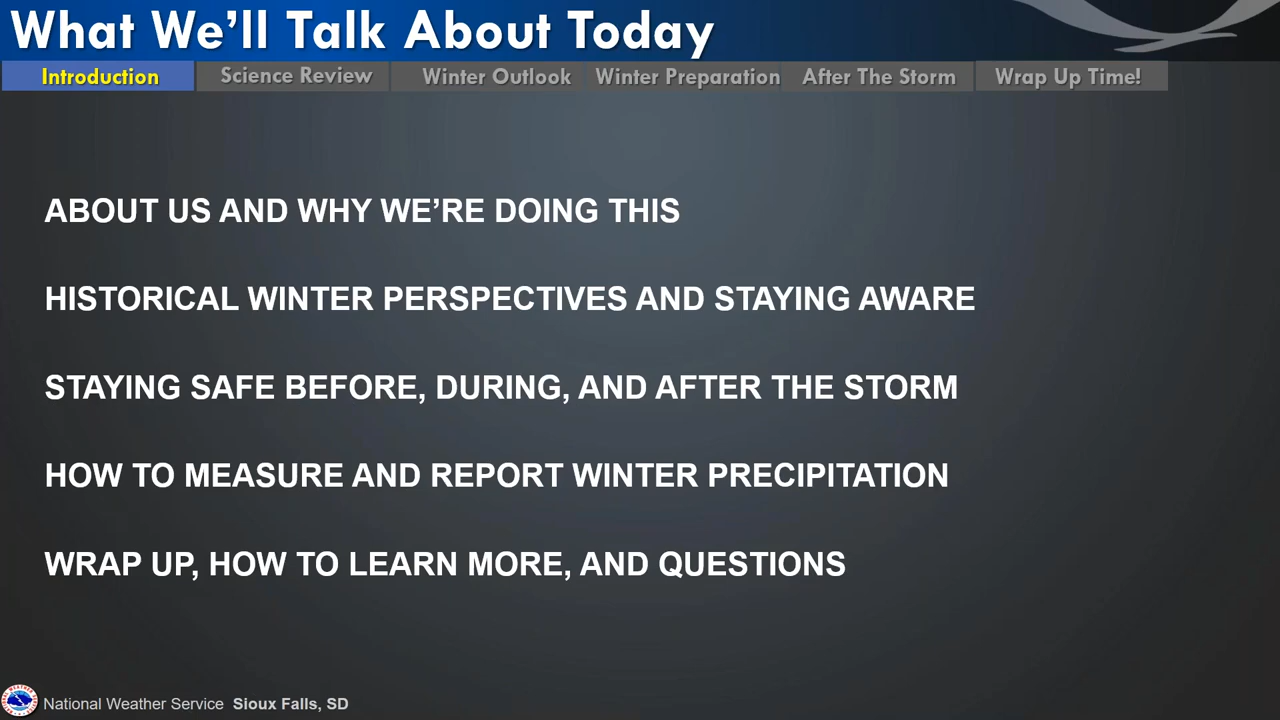 What We’ll Talk About Today
Introduction
Science Review
Winter Outlook
Winter Preparation
After The Storm
Wrap Up Time!
ABOUT US AND WHY WE’RE DOING THIS
HISTORICAL WINTER PERSPECTIVES AND STAYING AWARE
STAYING SAFE BEFORE, DURING, AND AFTER THE STORM
HOW TO MEASURE AND REPORT WINTER PRECIPITATION
WRAP UP, HOW TO LEARN MORE, AND QUESTIONS
National Weather Service Sioux Falls, SD